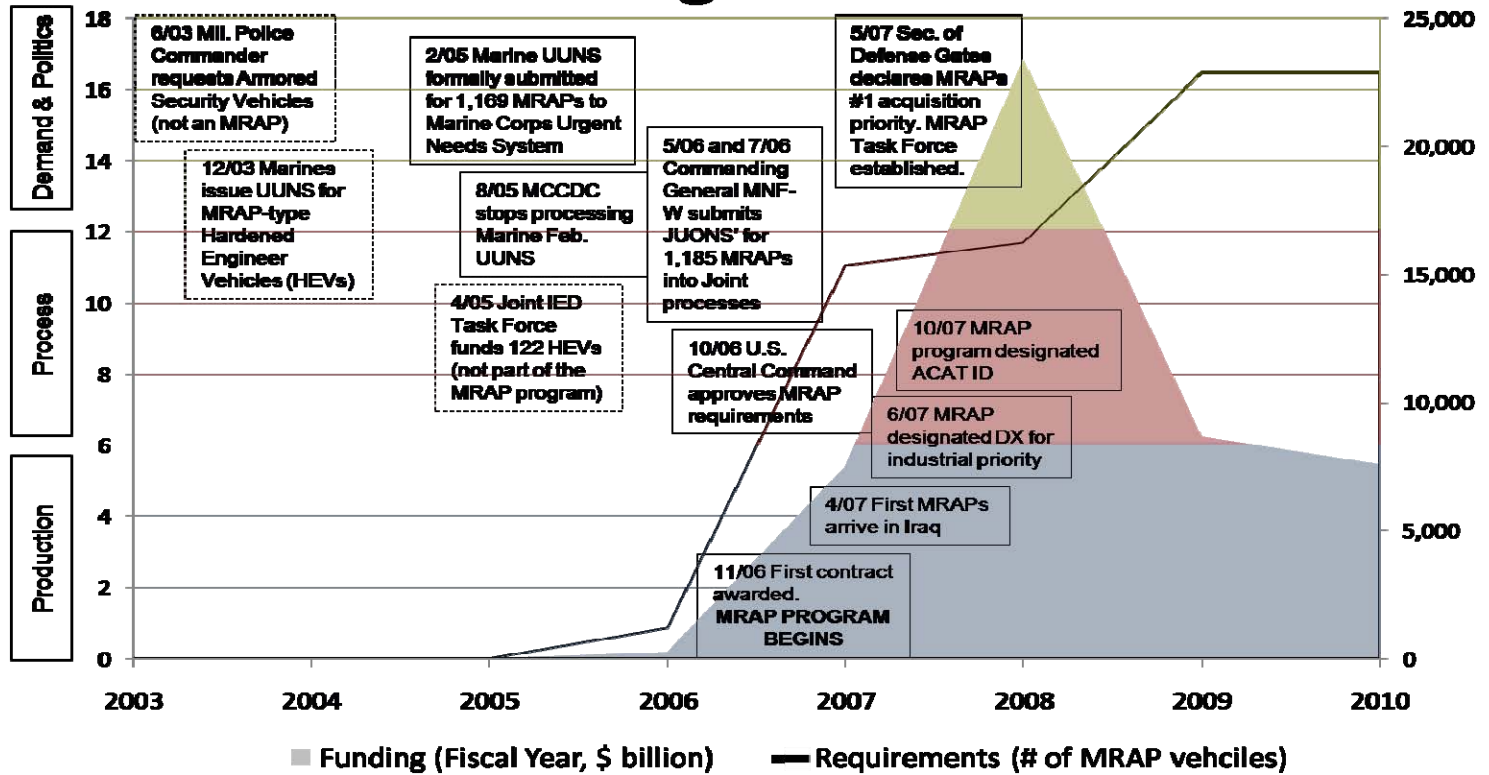 18
16
14
12
10
8
6
4
2
0
Demand & Politics
Process
Production
6/03 Mil. Police
Commander
requests Armored
Security Vehicles
(not an MRAP)
12/03 Marines
issue UUNS for
MRAP-type
Hardened
Engineer
Vehicles (HEVs)
2/05 Marine UUNS
formally submitted
for 1,169 MRAPs to
Marine Corps Urgent
Needs System
8/05 MCCDC
stops processing
Marine Feb.
UUNS
4/05 Joint IED
Task Force
funds 122 HEVs
(not part of the
MRAP program)
5/06 and 7/06
Commanding
General MNF-
W submits
JUONS' for
1,185 MRAPs
into Joint
processes
10/06 U.S.
Central Command
approves MRAP
requirements
11/06 First contract
awarded.
MRAP PROGRAM
BEGINS
4/07 First MRAPs
arrive in Iraq
5/07 Sec. of
Defense Gates
declares MRAPs
#1 acquisition
priority. MRAP
Task Force
established.
6/07 MRAP
designated DX for
industrial priority
10/07 MRAP
program designated
ACAT ID
25,000
20,000
15,000
10,000
5,000
0
2003 2004 2005 2006 2007 2008 2009 2010
Funding (Fiscal Year, $ billion) Requirements (# of MRAP vehciles)